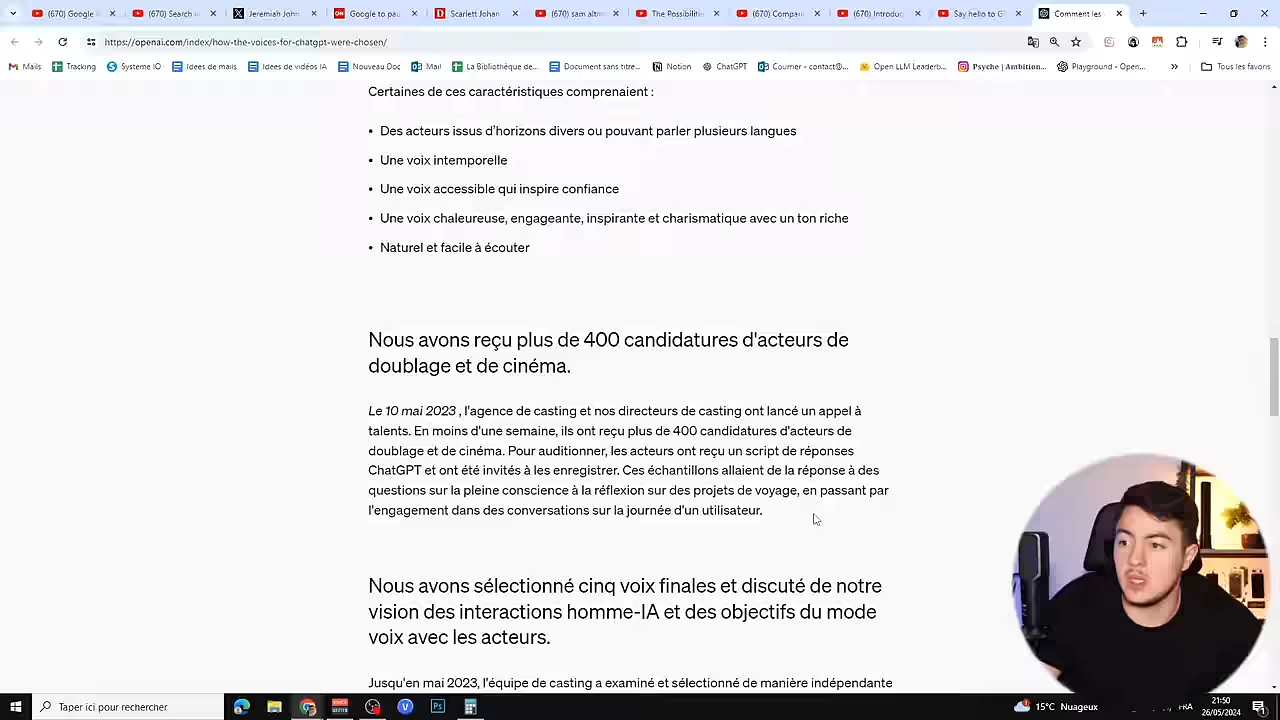 (670) Google I
(670) Search
Jeremiah John
Google
Scarlett Johan
(670) sam altm
The Possibiliti
(670) Compan
(670) Introduc
Say hello to G
Comment les
https://openai.com/index/how-the-voices-for-chatgpt-were-chosen/
Mails
Tracking
Systeme IO
Idees de mails
Idees de vidéos IA
Nouveau Doc
Mail
La Bibliothèque de...
Document sans titre...
Notion
ChatGPT
Courrier – contact@...
Open LLM Leaderb...
Psyche | Ambition...
Playground - Open...
Tous les favoris
Certaines de ces caractéristiques comprenaient :
• Des acteurs issus d'horizons divers ou pouvant parler plusieurs langues
• Une voix intemporelle
• Une voix accessible qui inspire confiance
• Une voix chaleureuse, engageante, inspirante et charismatique avec un ton riche
• Naturel et facile à écouter
Nous avons reçu plus de 400 candidatures d'acteurs de
doublage et de cinéma.
Le 10 mai 2023 , l'agence de casting et nos directeurs de casting ont lancé un appel à
talents. En moins d'une semaine, ils ont reçu plus de 400 candidatures d'acteurs de
doublage et de cinéma. Pour auditionner, les acteurs ont reçu un script de réponses
ChatGPT et ont été invités à les enregistrer. Ces échantillons allaient de la réponse à des
questions sur la pleine conscience à la réflexion sur des projets de voyage, en passant par
l'engagement dans des conversations sur la journée d'un utilisateur.
Nous avons sélectionné cinq voix finales et discuté de notre
vision des interactions homme-IA et des objectifs du mode
voix avec les acteurs.
Jusqu'en mai 2023, l'équipe de casting a examiné et sélectionné de manière indépendante
Taper ici pour rechercher
15°C Nuageux
FRA
21:50
26/05/2024